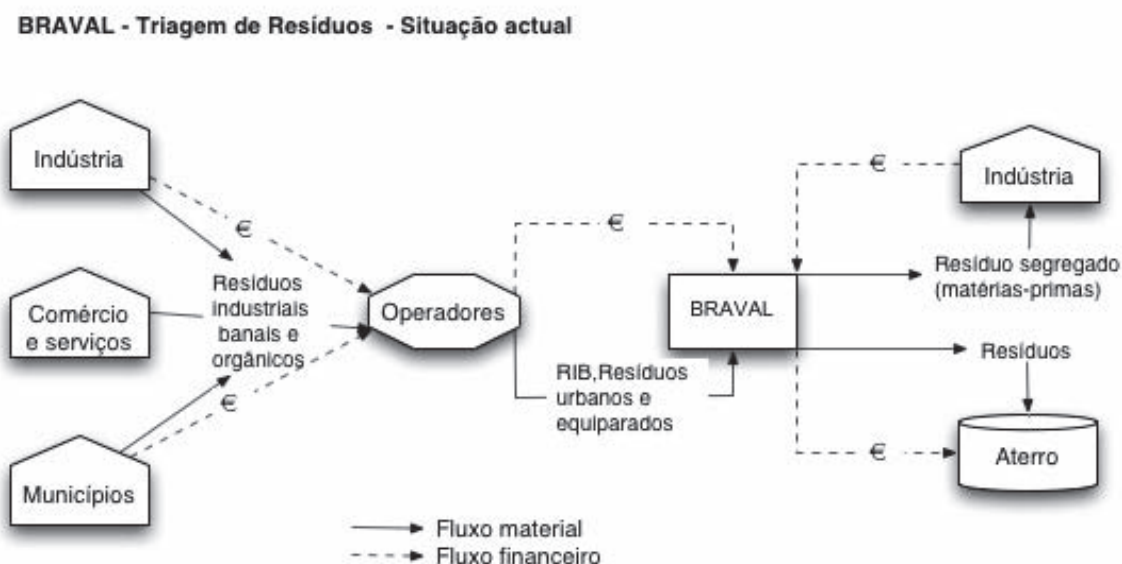 BRAVAL - Triagem de Resíduos - Situação actual
Indústria
€
Comércio
e serviços
Resíduos
industriais
banais e
orgânicos
€
Municípios
Operadores
€
RIB,Resíduos
urbanos e
equiparados
BRAVAL
€
Indústria
Resíduo segregado
(matérias-primas)
Resíduos
€
Aterro
Fluxo material
Fluxo financeiro